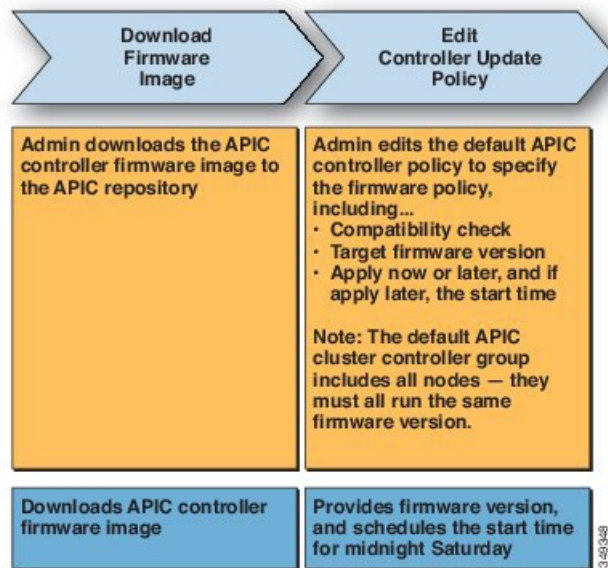 Download
Firmware
Image
Edit
Controller Update
Policy
Admin downloads the APIC
controller firmware image to
the APIC repository
Admin edits the default APIC
controller policy to specify
the firmware policy,
including...
• Compatibility check
• Target firmware version
• Apply now or later, and if
apply later, the start time
Note: The default APIC
cluster controller group
includes all nodes — they
must all run the same
firmware version.
Downloads APIC controller
firmware image
Provides firmware version,
and schedules the start time
for midnight Saturday
349348